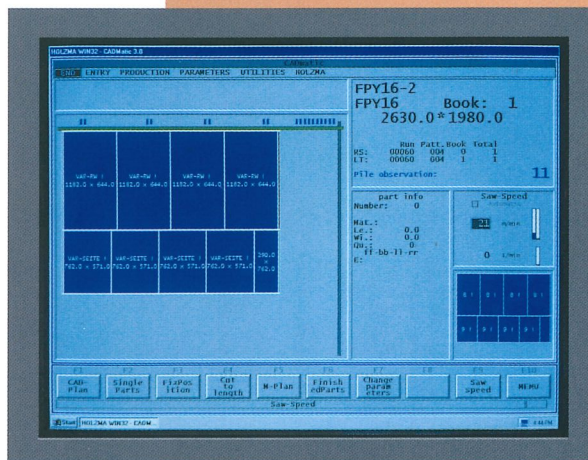 HOLZMA WIN32 - CADMatic 3.0
CADmatic
END ENTRY PRODUCTION PARAMETERS UTILITIES HOLZMA
FPY16-2
FPY16 Book: 1
2630.0*1980.0
Run Patt. Book Total
RS: 00060 004 0 1
LT: 00060 004 1 1
Pile observation: 11
VAR-RW ! VAR-RW ! VAR-RW ! VAR-RW !
1182.0 x 644.0 1182.0 x 644.0 1182.0 x 644.0 1182.0 x 644.0
290.0
VAR-SEITE ! VAR-SEITE ! VAR-SEITE ! VAR-SEITE ! x
762.0 x 571.0 762.0 x 571.0 762.0 x 571.0 762.0 x 571.0 762.0
part info
Number: 0
Mat.:
Le.: 0.0
Wi.: 0.0
Qu.: 0
ff-bb-ll-rr
Saw-Speed
Automatic
21 m/min
0
F1 F2 F3 F4 F5 F6 F7 F8 F9 F10
CAD-Plan
Single Parts
FixPosition
Cut to length
N-Plan
FinishedParts
Change parameters
Saw speed
MENU
Saw-Speed
Start HOLZMA WIN32 - CADM...